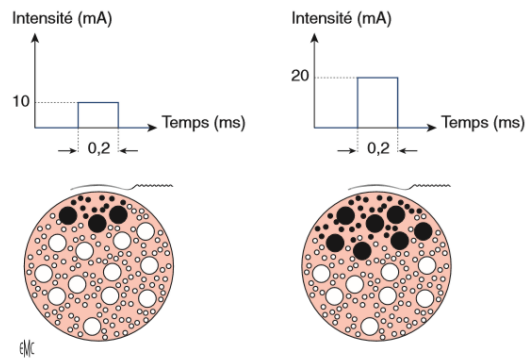 Intensité (mA)
10
Temps (ms)
0,2
Intensité (mA)
20
Temps (ms)
0,2
EMC